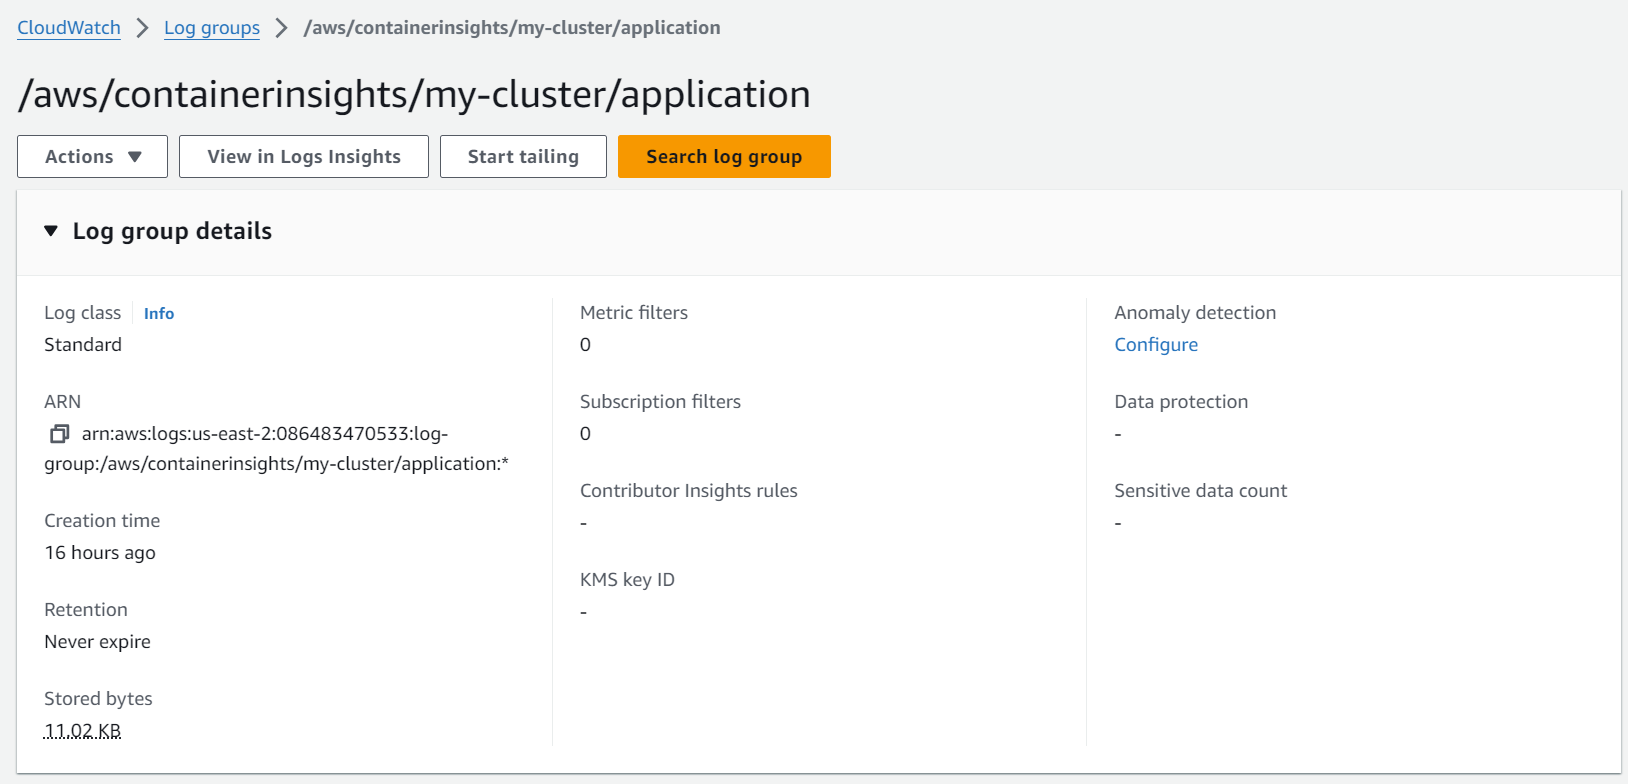 CloudWatch > Log groups > /aws/containerinsights/my-cluster/application
/aws/containerinsights/my-cluster/application
Actions ▼ View in Logs Insights Start tailing Search log group
▼ Log group details
Log class Info
Standard
ARN
arn:aws:logs:us-east-2:086483470533:log-
group:/aws/containerinsights/my-cluster/application:*
Creation time
16 hours ago
Retention
Never expire
Stored bytes
11.02 KB
Metric filters
0
Subscription filters
0
Contributor Insights rules
-
KMS key ID
-
Anomaly detection
Configure
Data protection
-
Sensitive data count
-